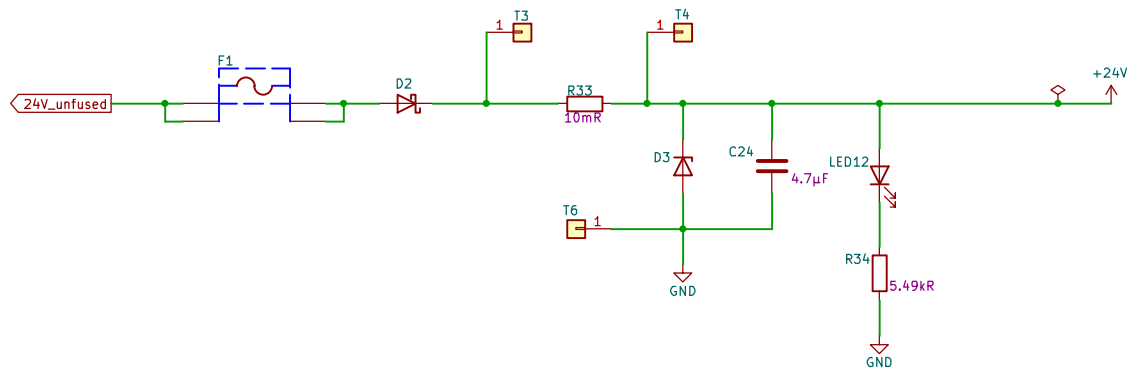 T3
1
T4
1
F1
+24V
D2
24V_unfused
R33
10mR
D3
C24
4.7µF
LED12
T6
1
R34
5.49kR
GND
GND